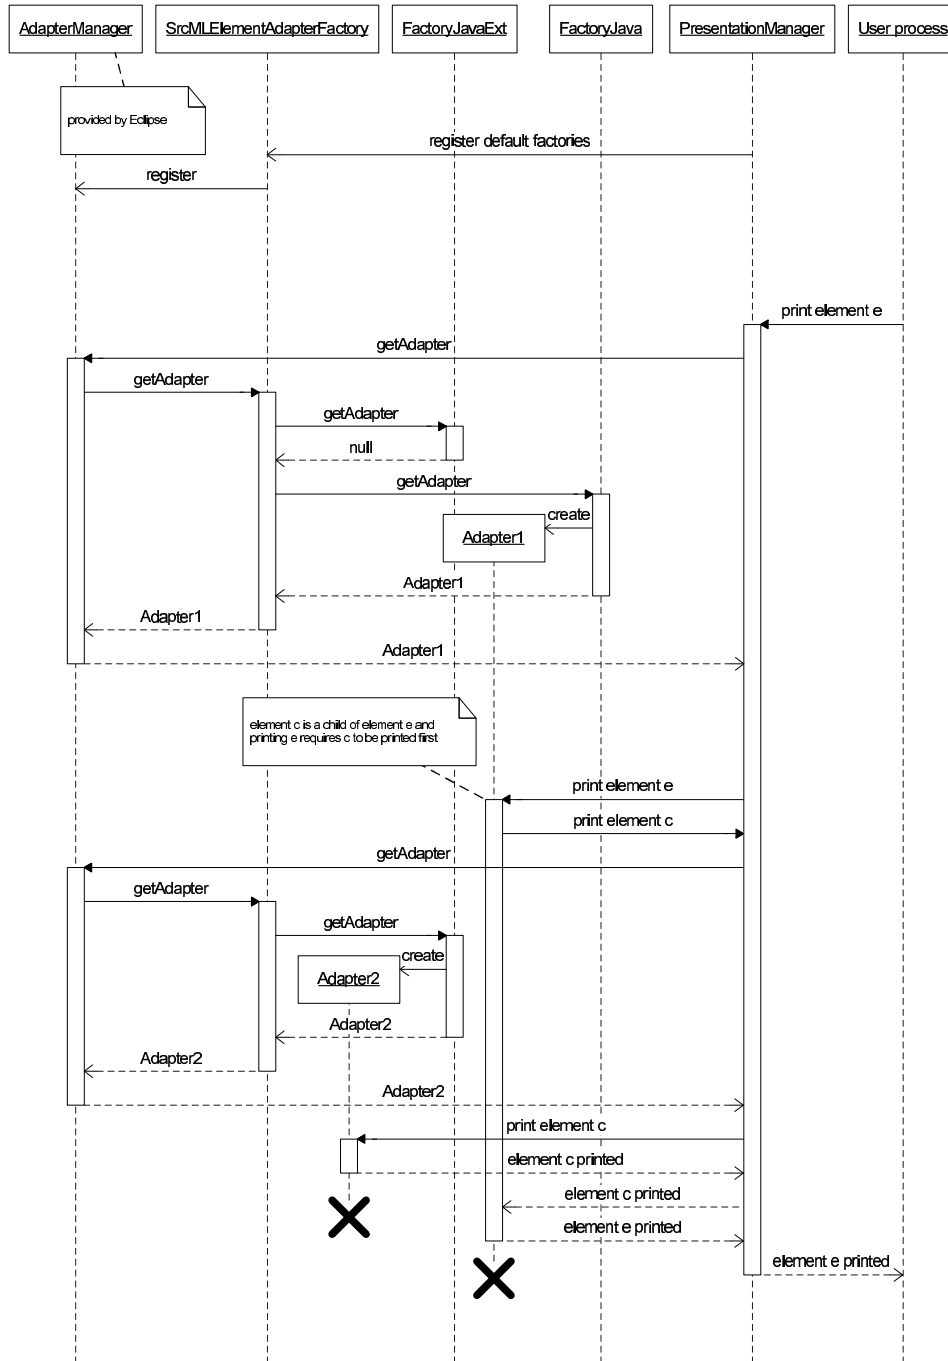 AdapterManager
SrcMLElementAdapterFactory
FactoryJavaExt
FactoryJava
PresentationManager
User process
provided by Eclipse
register default factories
register
print element e
getAdapter
getAdapter
getAdapter
null
getAdapter
create
Adapter1
Adapter1
Adapter1
Adapter1
element c is a child of element e and
printing e requires c to be printed first
print element e
print element c
getAdapter
getAdapter
getAdapter
create
Adapter2
Adapter2
Adapter2
Adapter2
print element c
element c printed
element c printed
element e printed
element e printed